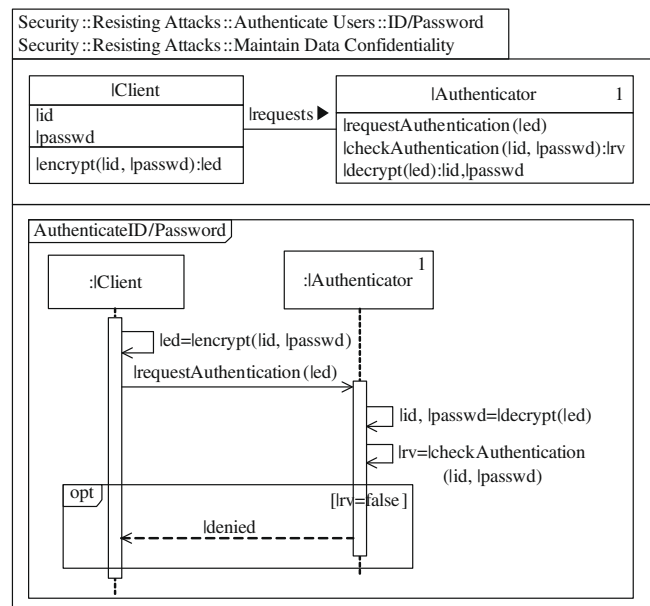 Security::Resisting Attacks::Authenticate Users::ID/Password
Security::Resisting Attacks::Maintain Data Confidentiality
|Client
|id
|passwd
|encrypt(|id, |passwd):|ed
|requests
|Authenticator 1
|requestAuthentication(|ed)
|checkAuthentication(|id, |passwd):|rv
|decrypt(|ed):|id,|passwd
AuthenticateID/Password
:|Client
:|Authenticator 1
|ed=|encrypt(|id, |passwd)
|requestAuthentication(|ed)
|id, |passwd=|decrypt(|ed)
|rv=|checkAuthentication
(|id, |passwd)
opt
[|rv=false]
|denied